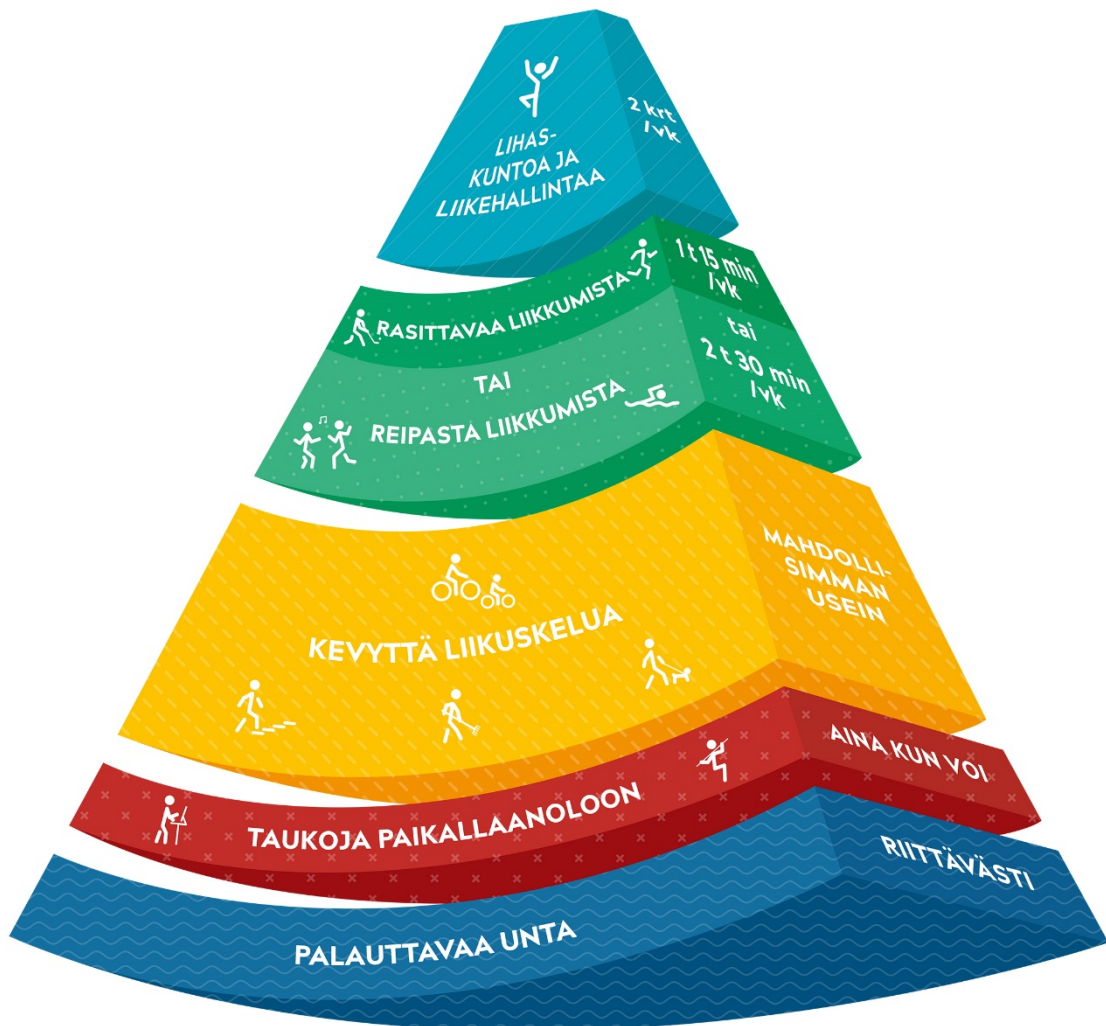 LIHAS-
KUNTOA JA
LIIKEHALLINTAA
2 krt
/vk
RASITTAVAA LIIKKUMISTA
1 t 15 min
/vk
TAI
REIPASTA LIIKKUMISTA
tai
2 t 30 min
/vk
KEVYTTÄ LIIKUSKELUA
MAHDOLLI-
SIMMAN
USEIN
TAUKOJA PAIKALLAANOLOON
AINA KUN VOI
PALAUTTAVAA UNTA
RIITTÄVÄSTI